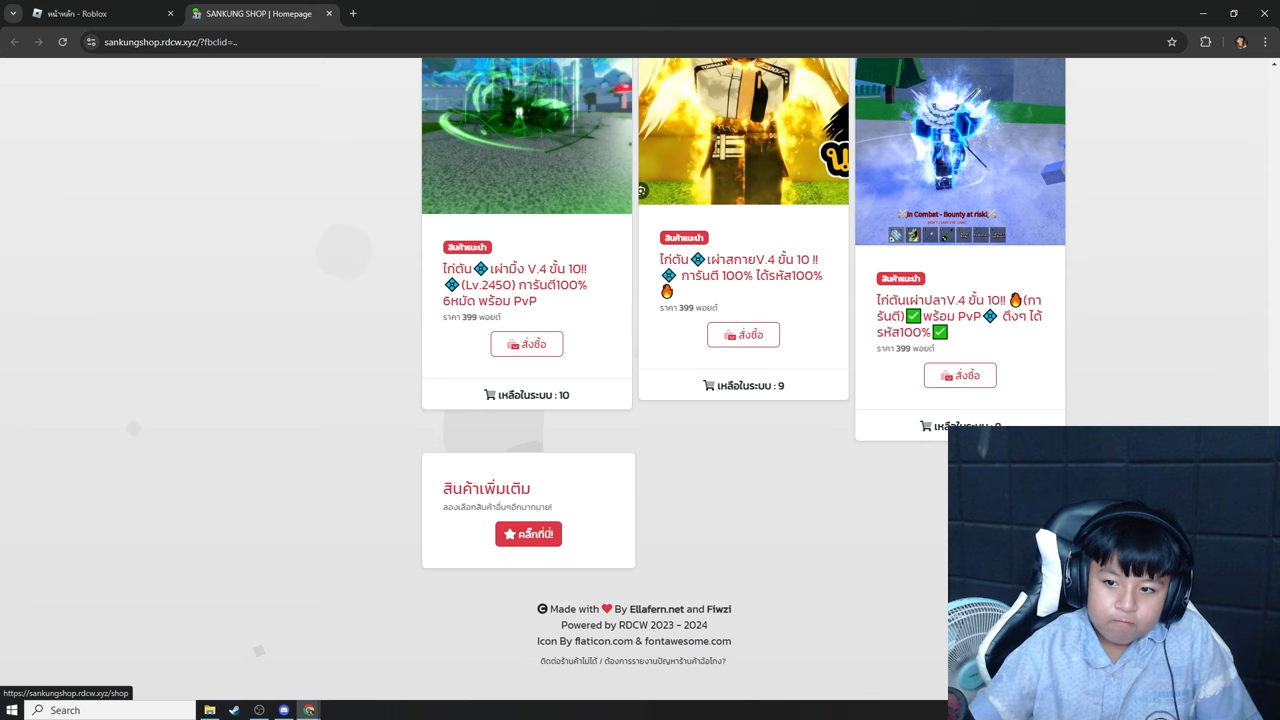 หน้าหลัก - Roblox
SANKUNG SHOP | Homepage
sankungshop.rdcw.xyz/?fbclid=..
In Combat - Bounty at risk!
สินค้าแนะนำ
ไก่ตัน💠เผ่ามิ้ง V.4 ขั้น 10!!
💠(Lv.2450) การันตี100%
6หมัด พร้อม PvP
ราคา 399 พอยต์
สั่งซื้อ
เหลือในระบบ : 10
สินค้าแนะนำ
ไก่ตัน💠เผ่าสกายV.4 ขั้น 10 !!
💠 การันตี 100% ได้รหัส100%
🔥
ราคา 399 พอยต์
สั่งซื้อ
เหลือในระบบ : 9
สินค้าแนะนำ
ไก่ตันเผ่าปลาV.4 ขั้น 10!! 🔥(กา
รันตี)✅พร้อม PvP💠 ตึงๆ ได้
รหัส100%✅
ราคา 399 พอยต์
สั่งซื้อ
สินค้าเพิ่มเติม
ลองเลือกสินค้าอื่นๆอีกมากมาย!
คลิ๊กที่นี่!
Made with ❤ By Ellafern.net and Fiwzi
Powered by RDCW 2023 - 2024
Icon By flaticon.com & fontawesome.com
ติดต่อร้านค้าไม่ได้ / ต้องการรายงานปัญหาร้านค้าฉ้อโกง?
https://sankungshop.rdcw.xyz/shop
Search